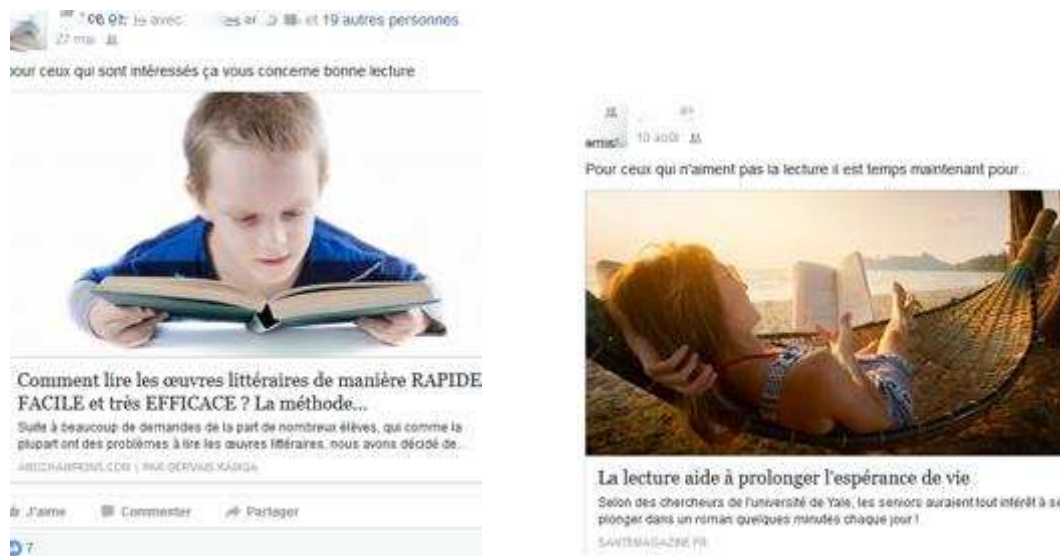 et 19 autres personnes
27 mai
pour ceux qui sont intéressés ça vous concerne bonne lecture
Comment lire les œuvres littéraires de manière RAPIDE
FACILE et très EFFICACE ? La méthode...
Suite à beaucoup de demandes de la part de nombreux élèves, qui comme la
plupart ont des problèmes à lire les œuvres littéraires, nous avons décidé de...
J'aime Commenter Partager
7
10 août
Pour ceux qui n'aiment pas la lecture il est temps maintenant pour...
La lecture aide à prolonger l'espérance de vie
Selon des chercheurs de l'université de Yale, les seniors auraient tout intérêt à se
plonger dans un roman quelques minutes chaque jour !
SANTEMAGAZINE.FR